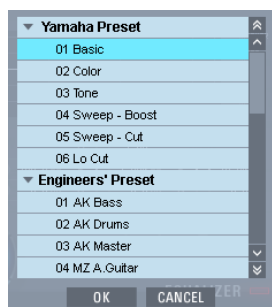 Yamaha Preset
01 Basic
02 Color
03 Tone
04 Sweep - Boost
05 Sweep - Cut
06 Lo Cut
Engineers' Preset
01 AK Bass
02 AK Drums
03 AK Master
04 MZ A.Guitar
OK CANCEL